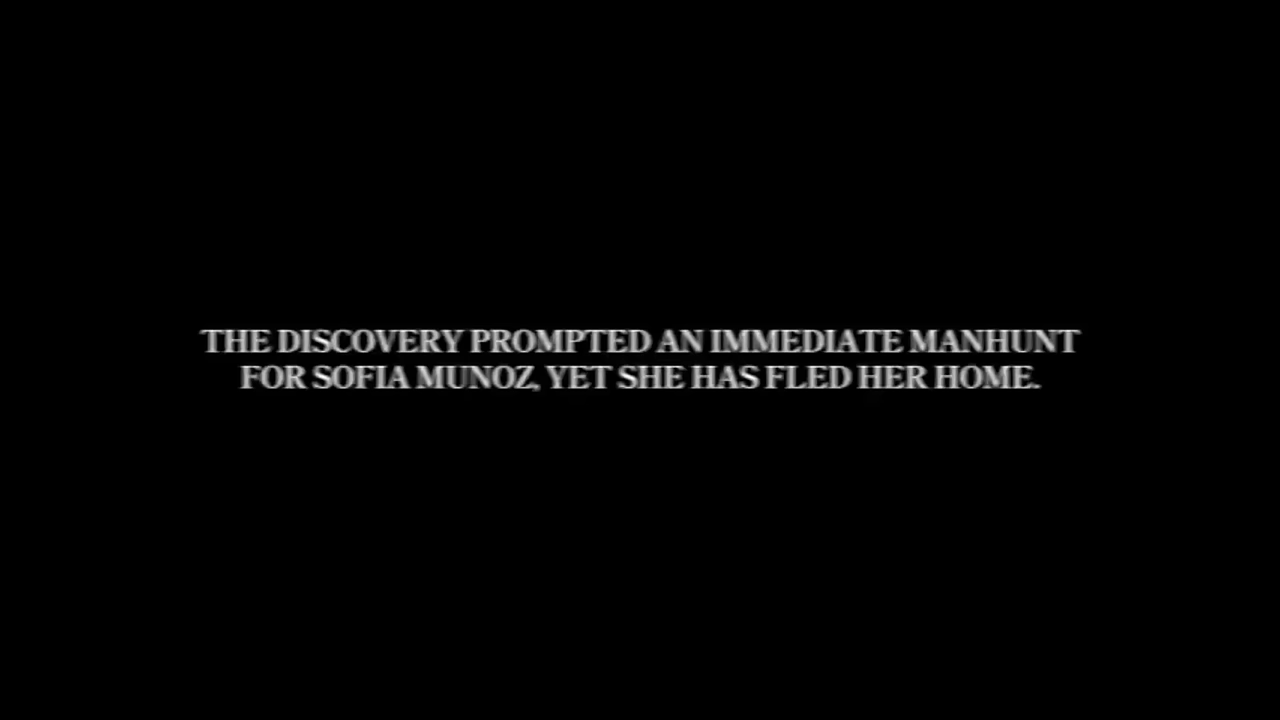 THE DISCOVERY PROMPTED AN IMMEDIATE MANHUNT
FOR SOFIA MUNOZ, YET SHE HAS FLED HER HOME.